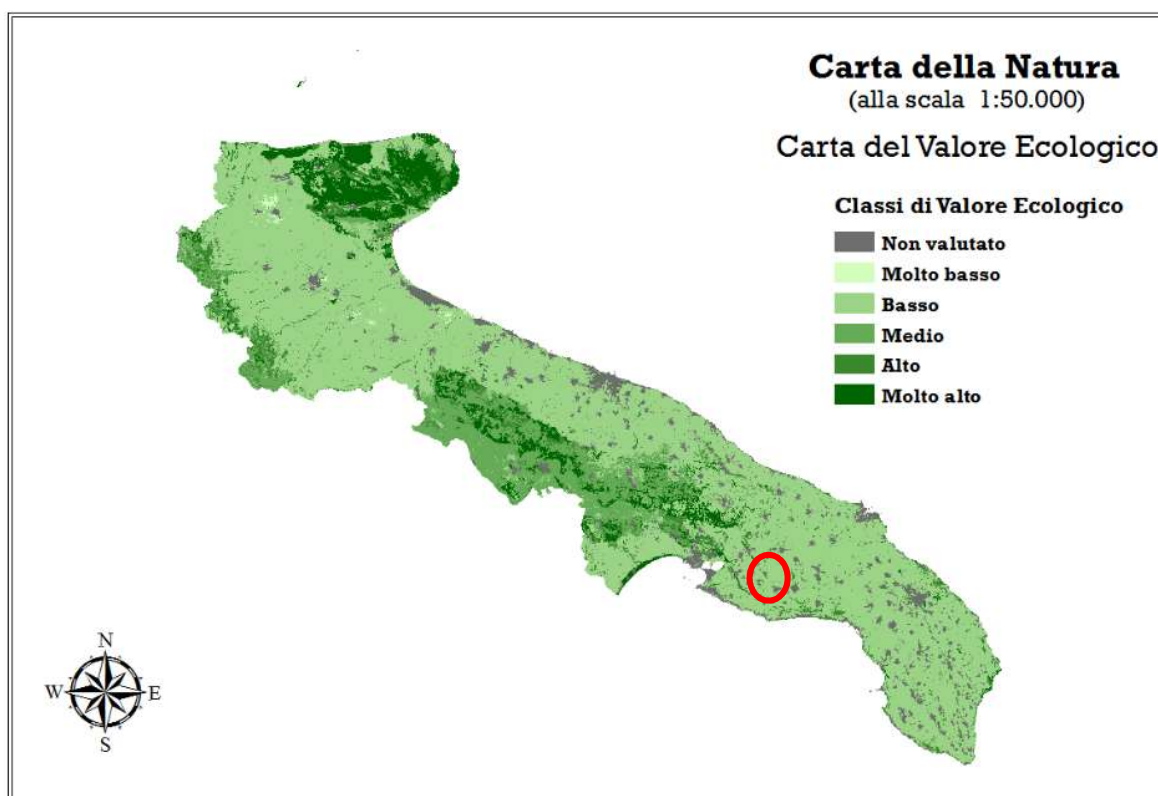 Carta della Natura
(alla scala 1:50.000)
Carta del Valore Ecologico
Classi di Valore Ecologico
Non valutato
Molto basso
Basso
Medio
Alto
Molto alto
N
W E
S